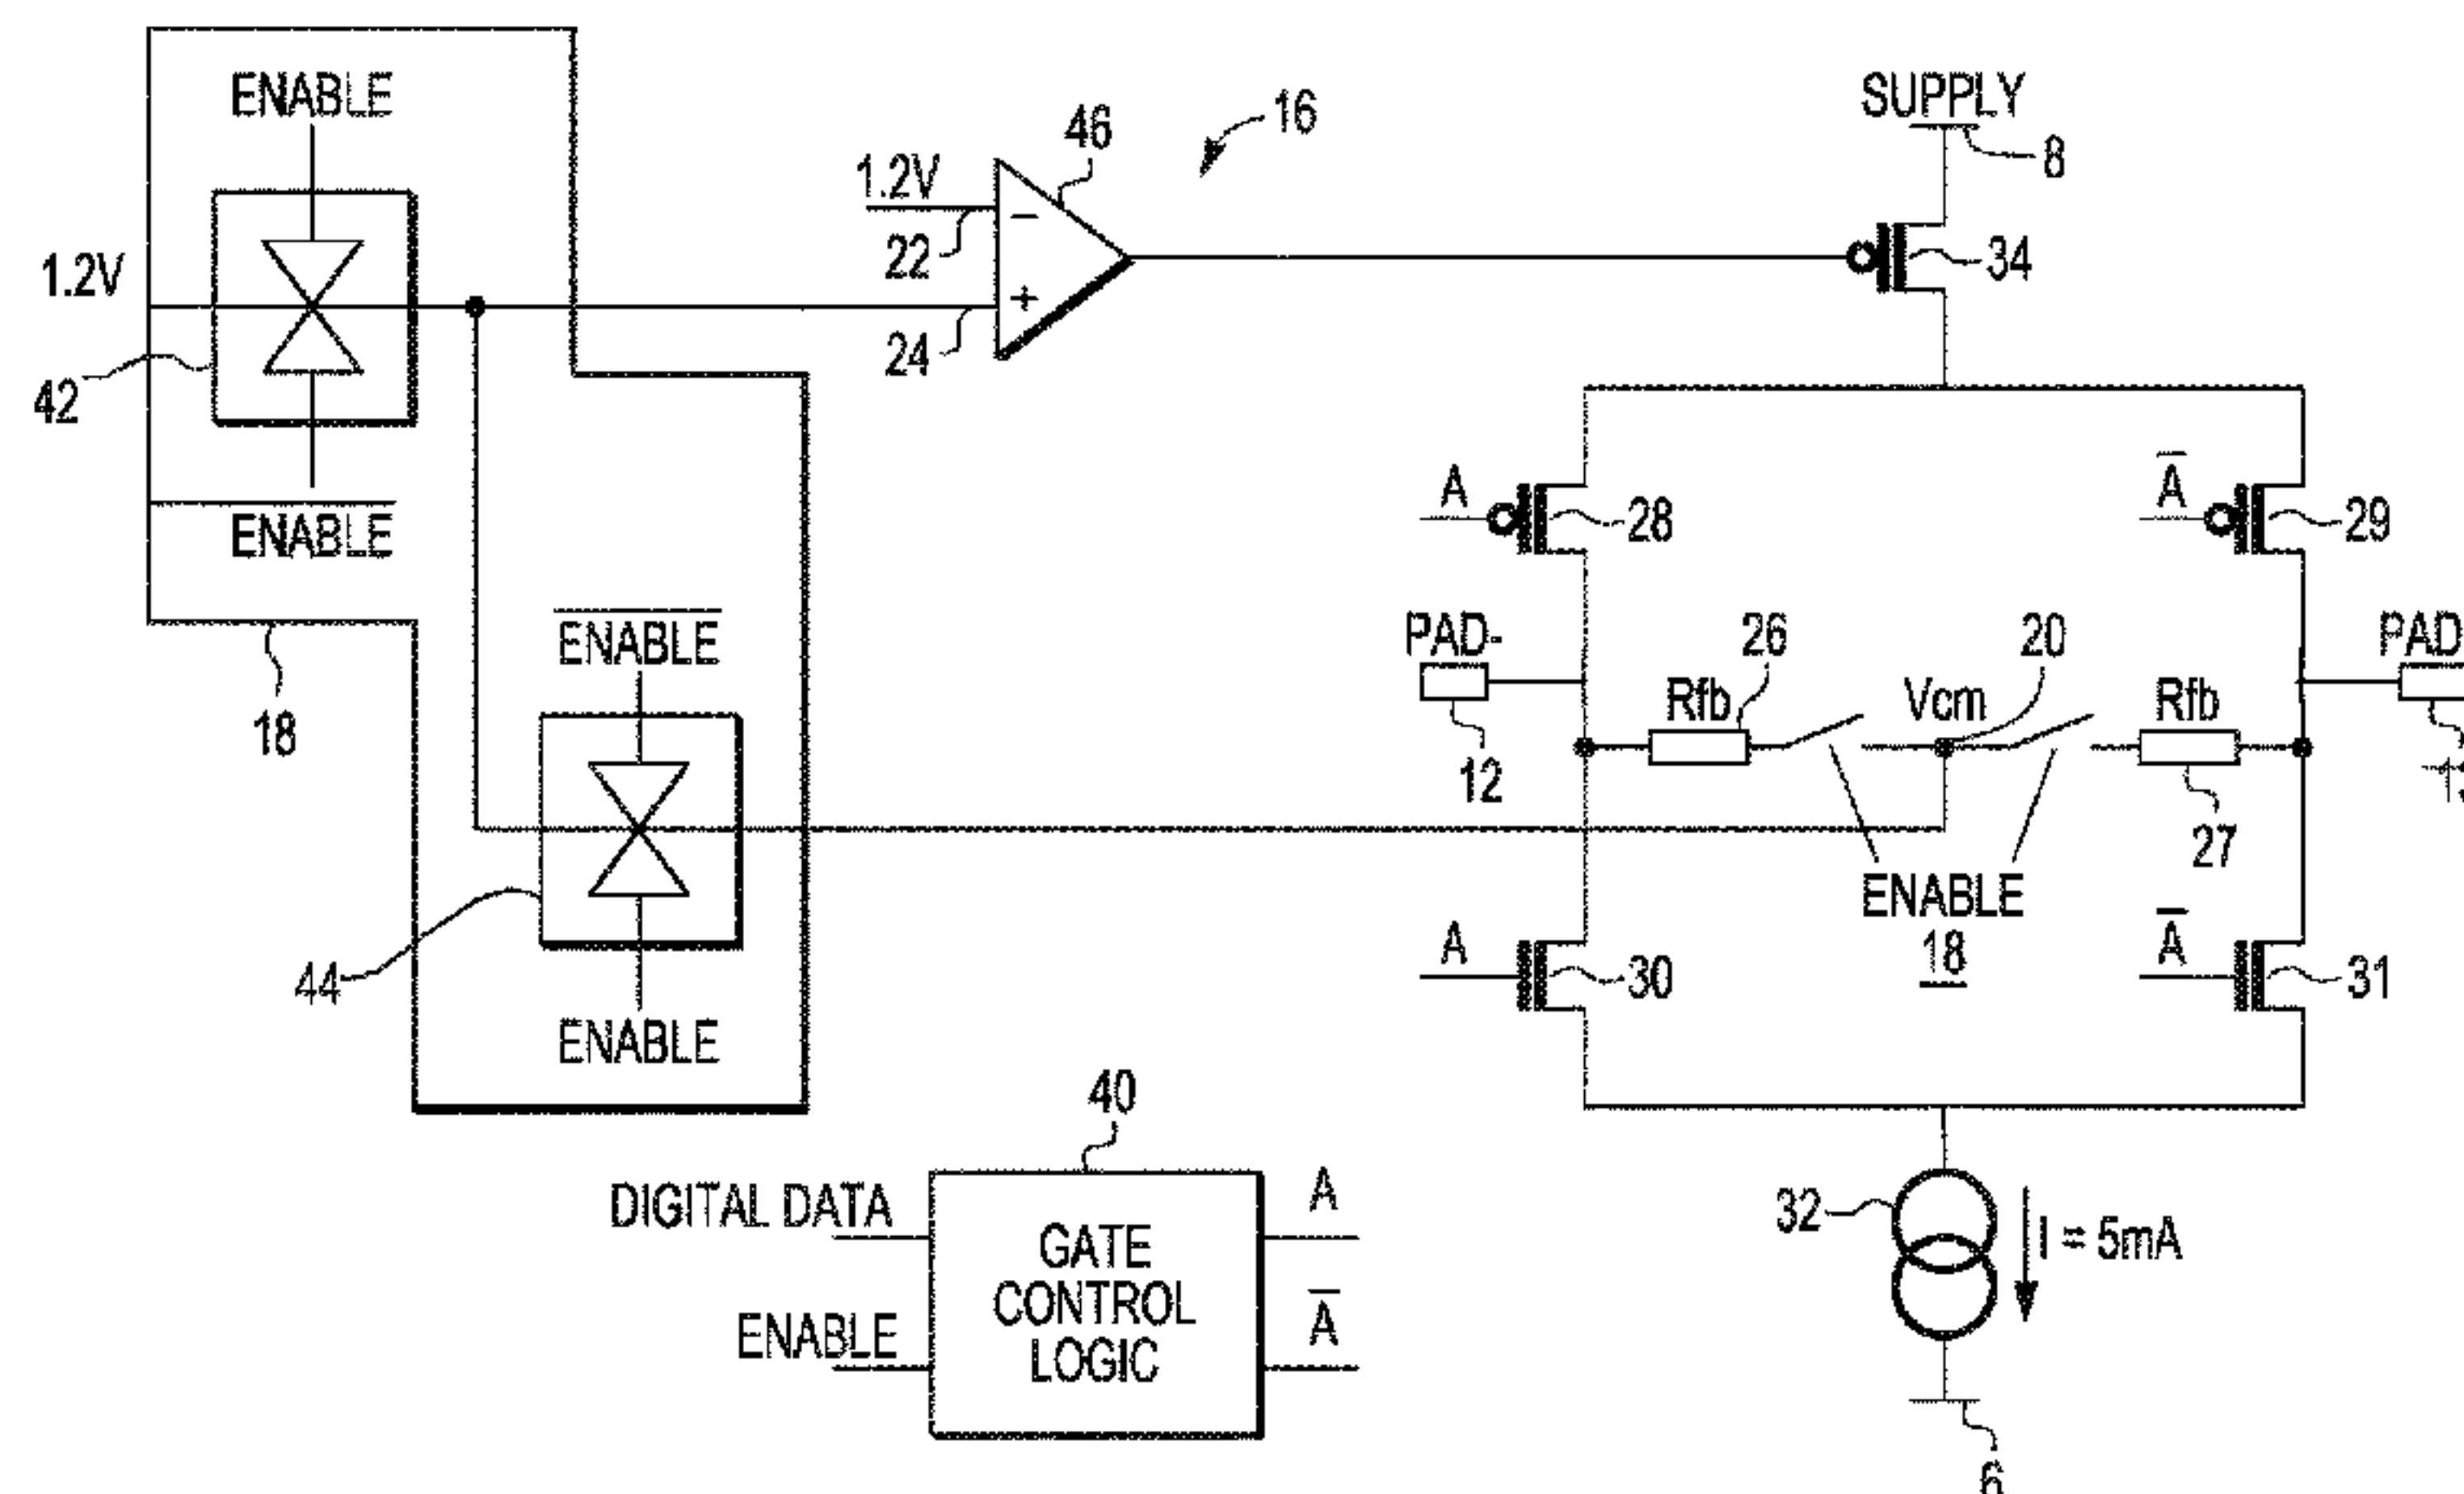 ENABLE
1.2V
42
ENABLE
18
ENABLE
44
ENABLE
46
16
1.2V
22
24
SUPPLY
8
34
A
28
A̅
29
PAD-
12
Rfb
26
Vcm
20
Rfb
27
PAD
ENABLE
18
A
30
A̅
31
32
I = 5mA
6
40
DIGITAL DATA
ENABLE
GATE
CONTROL
LOGIC
A
A̅